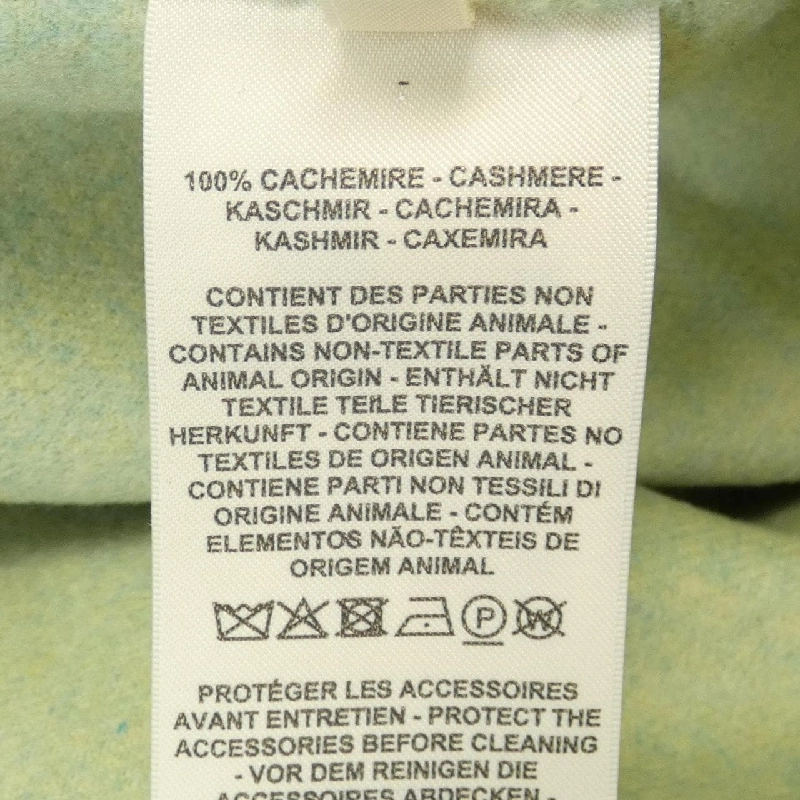 100% CACHEMIRE - CASHMERE -
KASCHMIR - CACHEMIRA -
KASHMIR - CAXEMIRA
CONTIENT DES PARTIES NON
TEXTILES D'ORIGINE ANIMALE -
CONTAINS NON-TEXTILE PARTS OF
ANIMAL ORIGIN - ENTHÄLT NICHT
TEXTILE TEILE TIERISCHER
HERKUNFT - CONTIENE PARTES NO
TEXTILES DE ORIGEN ANIMAL -
CONTIENE PARTI NON TESSILI DI
ORIGINE ANIMALE - CONTÉM
ELEMENTOS NÃO-TÊXTEIS DE
ORIGEM ANIMAL
P W
PROTÉGER LES ACCESSOIRES
AVANT ENTRETIEN - PROTECT THE
ACCESSORIES BEFORE CLEANING
- VOR DEM REINIGEN DIE
ACCESSOIRES ABDECKEN -